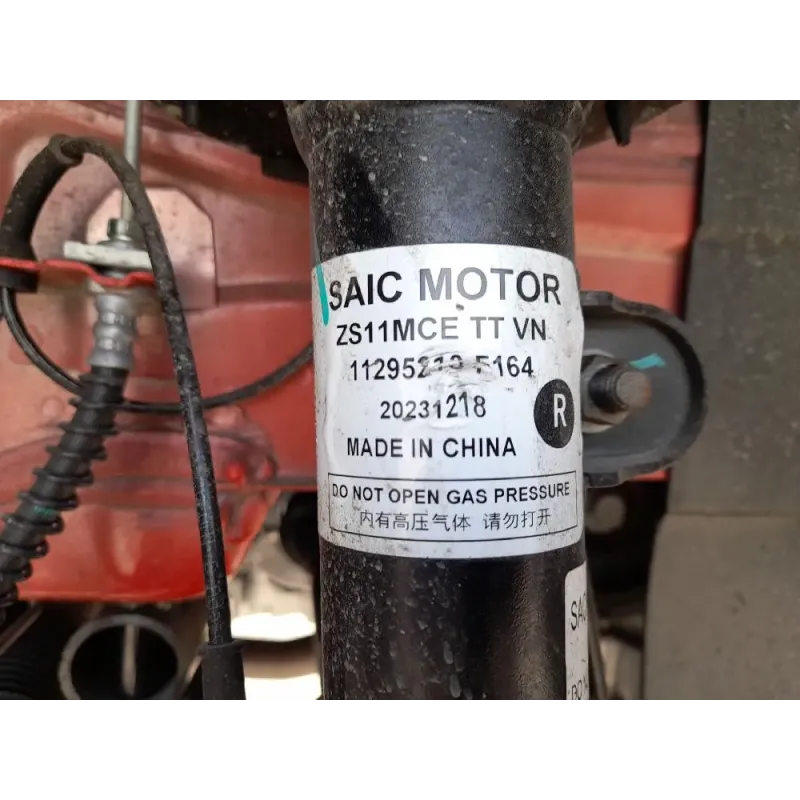 SAIC MOTOR
ZS11MCE TT VN
20231218
R
MADE IN CHINA
DO NOT OPEN GAS PRESSURE
内有高压气体 请勿打开